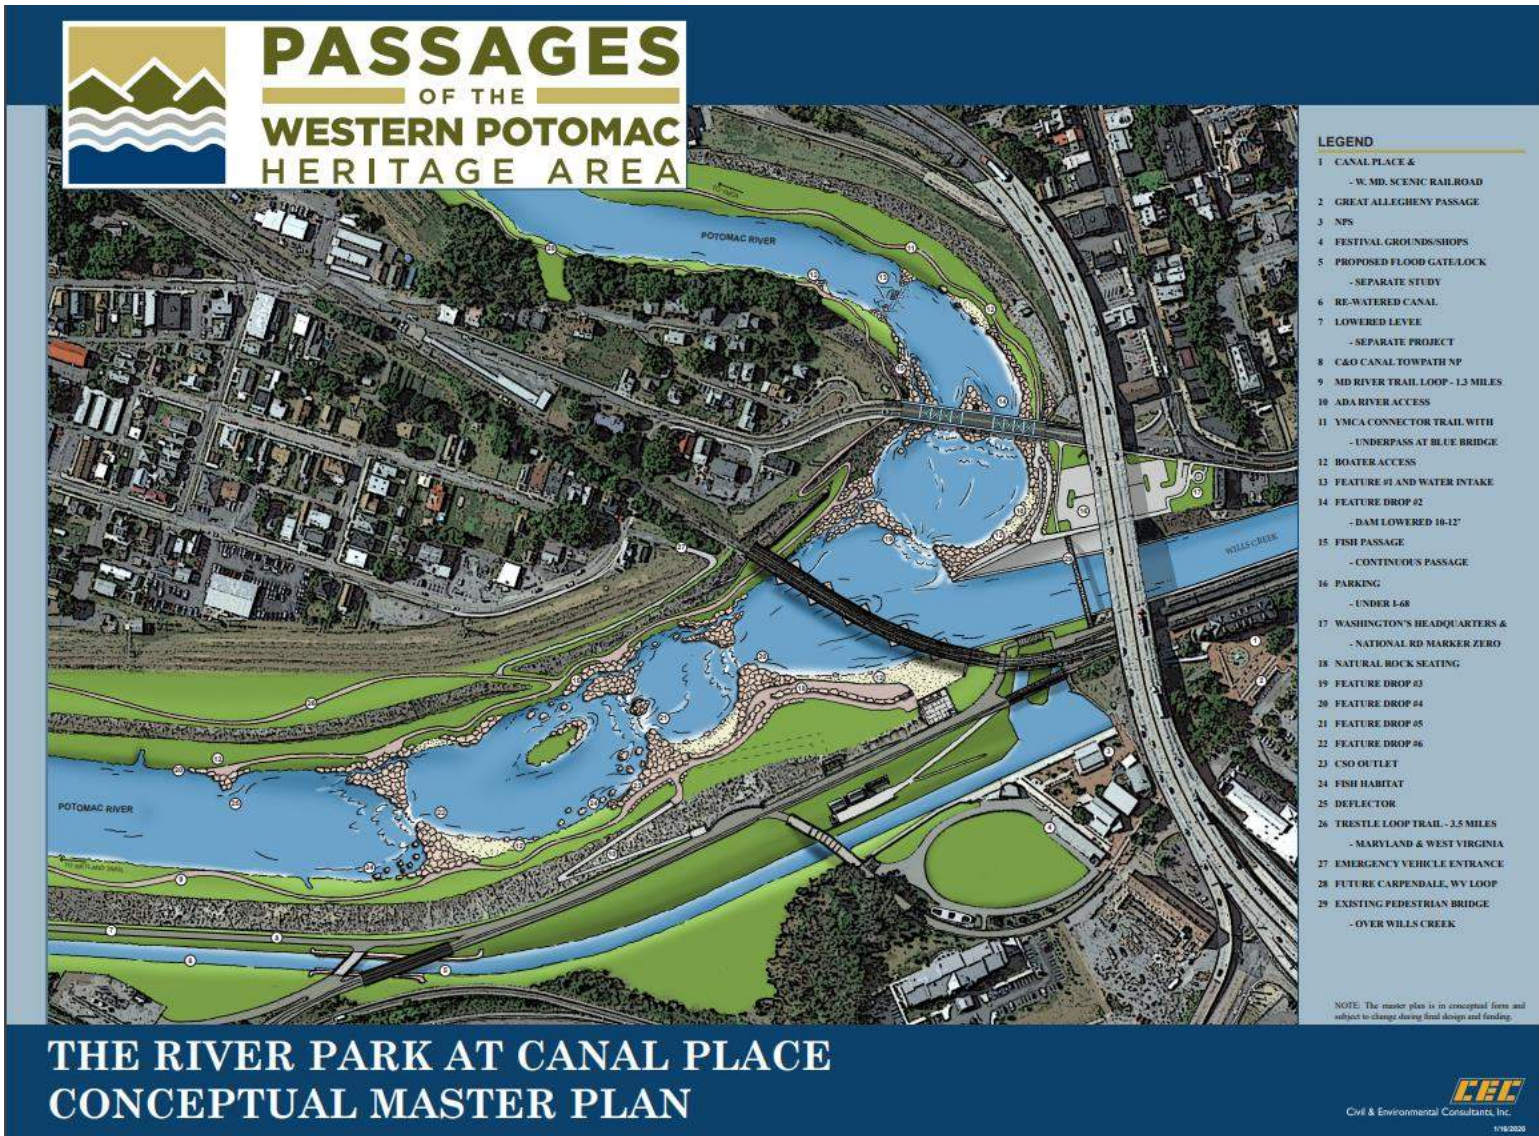 PASSAGES
OF THE
WESTERN POTOMAC
HERITAGE AREA
TO YMCA
POTOMAC RIVER
WILLS CREEK
POTOMAC RIVER
LEGEND
1 CANAL PLACE &
- W. MD. SCENIC RAILROAD
2 GREAT ALLEGHENY PASSAGE
3 NPS
4 FESTIVAL GROUNDS/SHOPS
5 PROPOSED FLOOD GATE/LOCK
- SEPARATE STUDY
6 RE-WATERED CANAL
7 LOWERED LEVEE
- SEPARATE PROJECT
8 C&O CANAL TOWPATH NP
9 MD RIVER TRAIL LOOP - 1.3 MILES
10 ADA RIVER ACCESS
11 YMCA CONNECTOR TRAIL WITH
- UNDERPASS AT BLUE BRIDGE
12 BOATER ACCESS
13 FEATURE #1 AND WATER INTAKE
14 FEATURE DROP #2
- DAM LOWERED 10-12'
15 FISH PASSAGE
- CONTINUOUS PASSAGE
16 PARKING
- UNDER I-68
17 WASHINGTON'S HEADQUARTERS &
- NATIONAL RD MARKER ZERO
18 NATURAL ROCK SEATING
19 FEATURE DROP #3
20 FEATURE DROP #4
21 FEATURE DROP #5
22 FEATURE DROP #6
23 CSO OUTLET
24 FISH HABITAT
25 DEFLECTOR
26 TRESTLE LOOP TRAIL - 3.5 MILES
- MARYLAND & WEST VIRGINIA
27 EMERGENCY VEHICLE ENTRANCE
28 FUTURE CARPENDALE, WV LOOP
29 EXISTING PEDESTRIAN BRIDGE
- OVER WILLS CREEK
NOTE: The master plan is in conceptual form and
subject to change during final design and funding.
THE RIVER PARK AT CANAL PLACE
CONCEPTUAL MASTER PLAN
CEC
Civil & Environmental Consultants, Inc.
1/16/2020